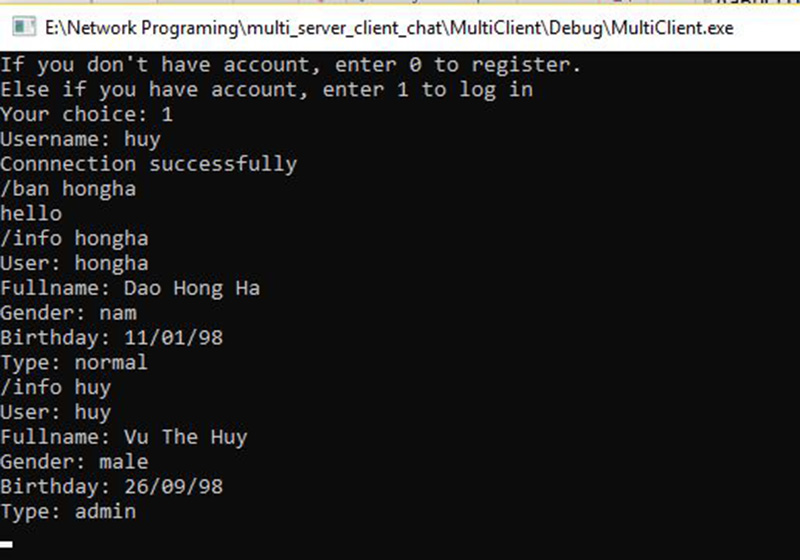 E:\Network Programing\multi_server_client_chat\MultiClient\Debug\MultiClient.exe
If you don't have account, enter 0 to register.
Else if you have account, enter 1 to log in
Your choice: 1
Username: huy
Connnection successfully
/ban hongha
hello
/info hongha
User: hongha
Fullname: Dao Hong Ha
Gender: nam
Birthday: 11/01/98
Type: normal
/info huy
User: huy
Fullname: Vu The Huy
Gender: male
Birthday: 26/09/98
Type: admin